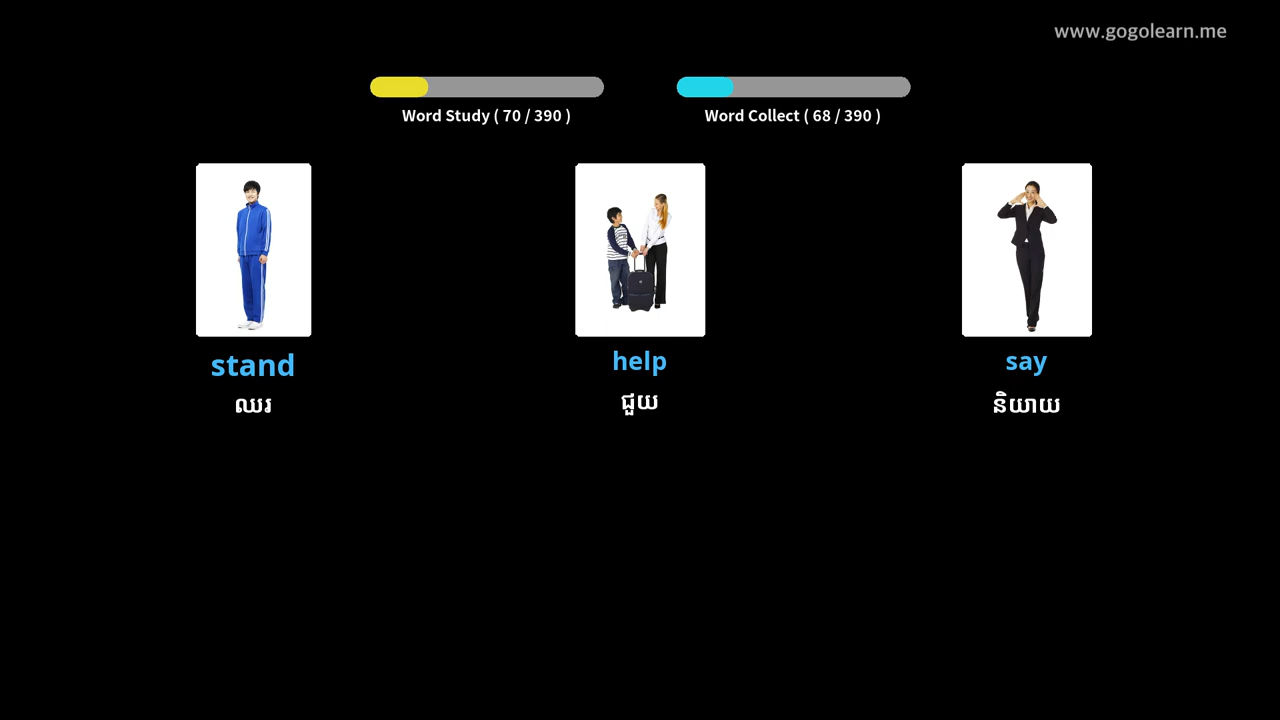 www.gogolearn.me
Word Study ( 70 / 390 )
Word Collect ( 68 / 390 )
stand
help
say
ឈរ
ជួយ
និយាយ